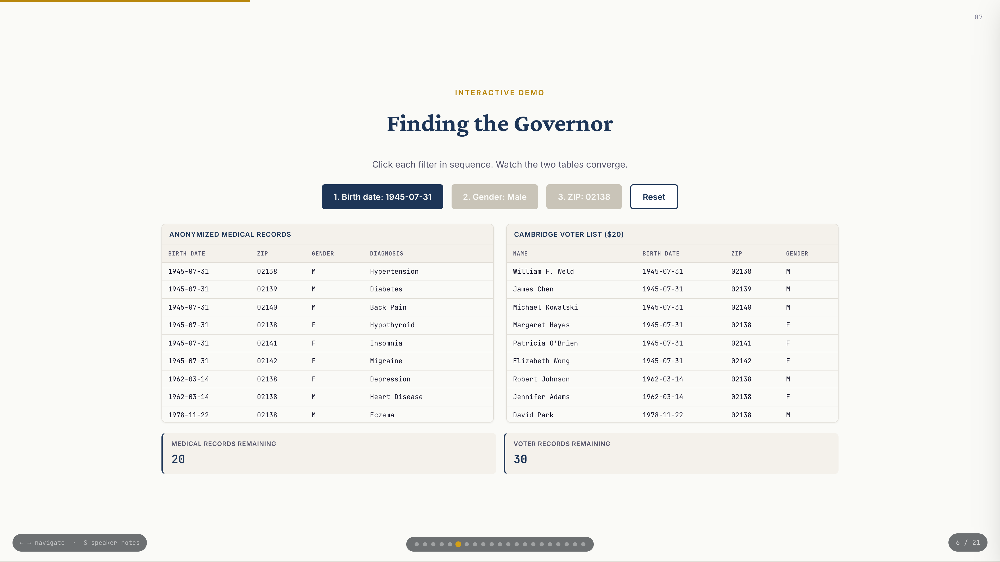 07
INTERACTIVE DEMO
Finding the Governor
Click each filter in sequence. Watch the two tables converge.
1. Birth date: 1945-07-31 2. Gender: Male 3. ZIP: 02138 Reset
ANONYMIZED MEDICAL RECORDS
BIRTH DATE ZIP GENDER DIAGNOSIS
1945-07-31 02138 M Hypertension
1945-07-31 02139 M Diabetes
1945-07-31 02140 M Back Pain
1945-07-31 02138 F Hypothyroid
1945-07-31 02141 F Insomnia
1945-07-31 02142 F Migraine
1962-03-14 02138 F Depression
1962-03-14 02138 M Heart Disease
1978-11-22 02138 M Eczema
CAMBRIDGE VOTER LIST ($20)
NAME BIRTH DATE ZIP GENDER
William F. Weld 1945-07-31 02138 M
James Chen 1945-07-31 02139 M
Michael Kowalski 1945-07-31 02140 M
Margaret Hayes 1945-07-31 02138 F
Patricia O'Brien 1945-07-31 02141 F
Elizabeth Wong 1945-07-31 02142 F
Robert Johnson 1962-03-14 02138 M
Jennifer Adams 1962-03-14 02138 F
David Park 1978-11-22 02138 M
MEDICAL RECORDS REMAINING
20
VOTER RECORDS REMAINING
30
← → navigate · S speaker notes
6 / 21